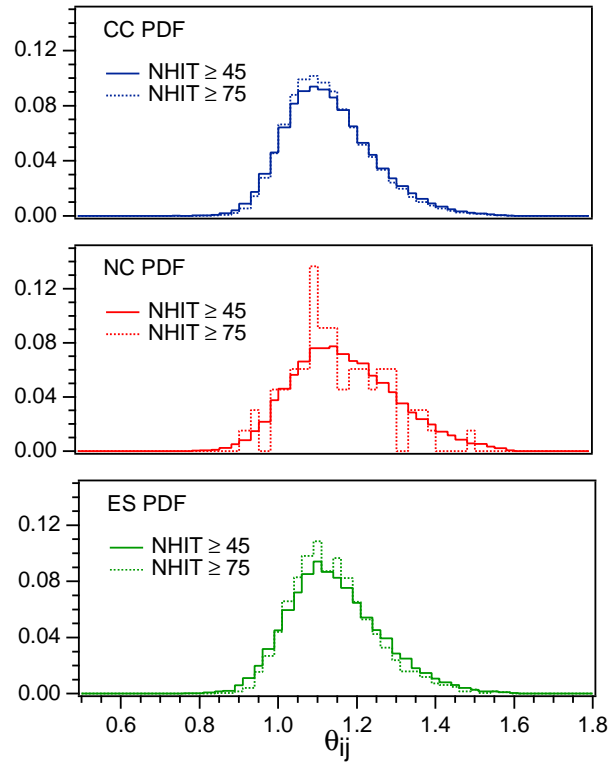 CC PDF
NHIT ≥ 45
NHIT ≥ 75
0.12
0.08
0.04
0.00
NC PDF
NHIT ≥ 45
NHIT ≥ 75
0.12
0.08
0.04
0.00
ES PDF
NHIT ≥ 45
NHIT ≥ 75
0.12
0.08
0.04
0.00
0.6 0.8 1.0 1.2 1.4 1.6 1.8
θij